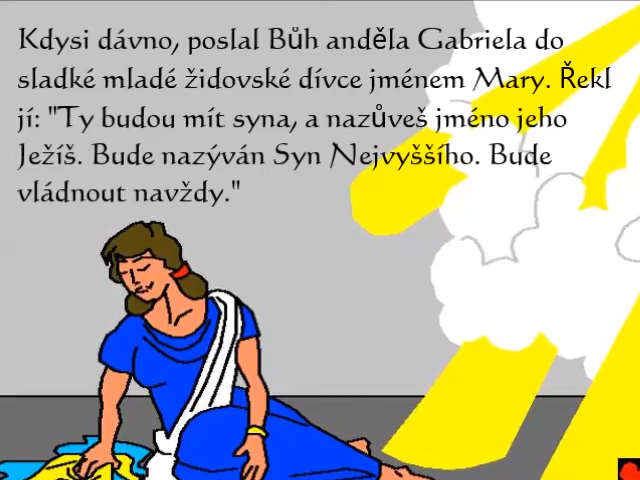 Kdysi dávno, poslal Bůh anděla Gabriela do
sladké mladé židovské dívce jménem Mary. Řekl
jí: "Ty budou mít syna, a nazůveš jméno jeho
Ježíš. Bude nazýván Syn Nejvyššího. Bude
vládnout navždy."